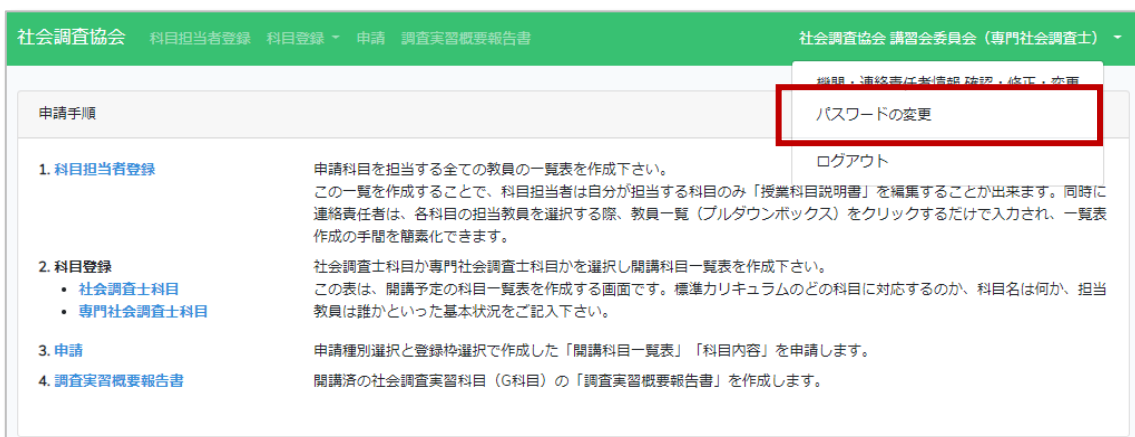 社会調査協会 科目担当者登録 科目登録 申請 調査実習概要報告書 社会調査協会 講習会委員会（専門社会調査士）
機関・連絡責任者情報 確認・修正・変更
申請手順
パスワードの変更
ログアウト
1. 科目担当者登録 申請科目を担当する全ての教員の一覧表を作成下さい。
この一覧を作成することで、科目担当者は自分が担当する科目のみ「授業科目説明書」を編集することが出来ます。同時に
連絡責任者は、各科目の担当教員を選択する際、教員一覧（プルダウンボックス）をクリックするだけで入力され、一覧表
作成の手間を簡素化できます。
2. 科目登録 社会調査士科目か専門社会調査士科目かを選択し開講科目一覧表を作成下さい。
• 社会調査士科目 この表は、開講予定の科目一覧表を作成する画面です。標準カリキュラムのどの科目に対応するのか、科目名は何か、担当
• 専門社会調査士科目 教員は誰かといった基本状況をご記入下さい。
3. 申請 申請種別選択と登録枠選択で作成した「開講科目一覧表」「科目内容」を申請します。
4. 調査実習概要報告書 開講済の社会調査実習科目（G科目）の「調査実習概要報告書」を作成します。